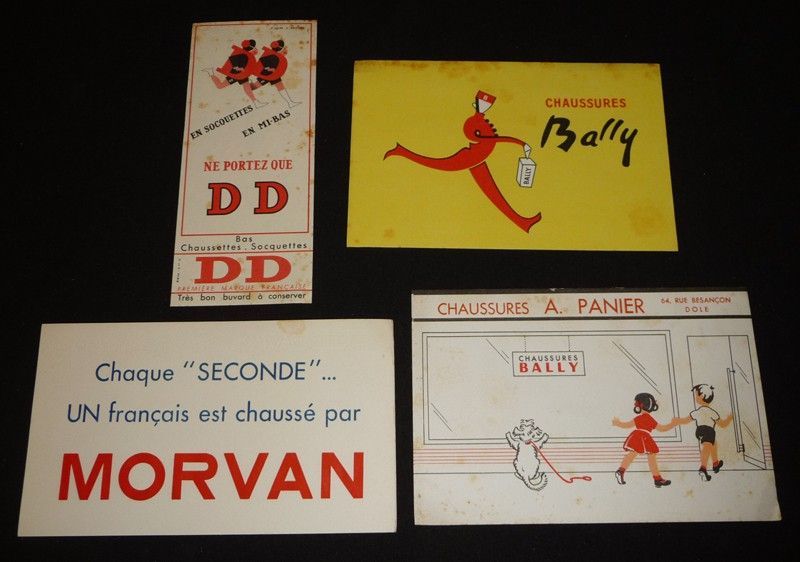 EN SOCQUETTES
EN MI-BAS
NE PORTEZ QUE
DD
Bas
Chaussettes . Socquettes
DD
PREMIÈRE MARQUE FRANÇAISE
Très bon buvard à conserver
CHAUSSURES
Bally
B
BALLY
Chaque "SECONDE"...
UN français est chaussé par
MORVAN
CHAUSSURES A. PANIER
64, RUE BESANÇON
DOLE
CHAUSSURES
BALLY